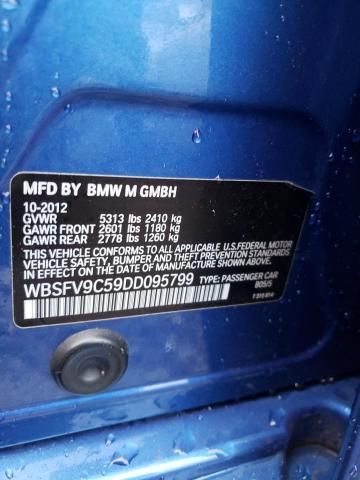 MFD BY BMW M GMBH
10-2012
GVWR 5313 lbs 2410 kg
GAWR FRONT 2601 lbs 1180 kg
GAWR REAR 2778 lbs 1260 kg
THIS VEHICLE CONFORMS TO ALL APPLICABLE
U.S. FEDERAL MOTOR
VEHICLE SAFETY, BUMPER, AND
THEFT PREVENTION STANDARDS IN EFFECT ON THE
DATE OF MANUFACTURE SHOWN ABOVE.
WBSFV9C59DD095799 TYPE: PASSENGER CAR
B05/5